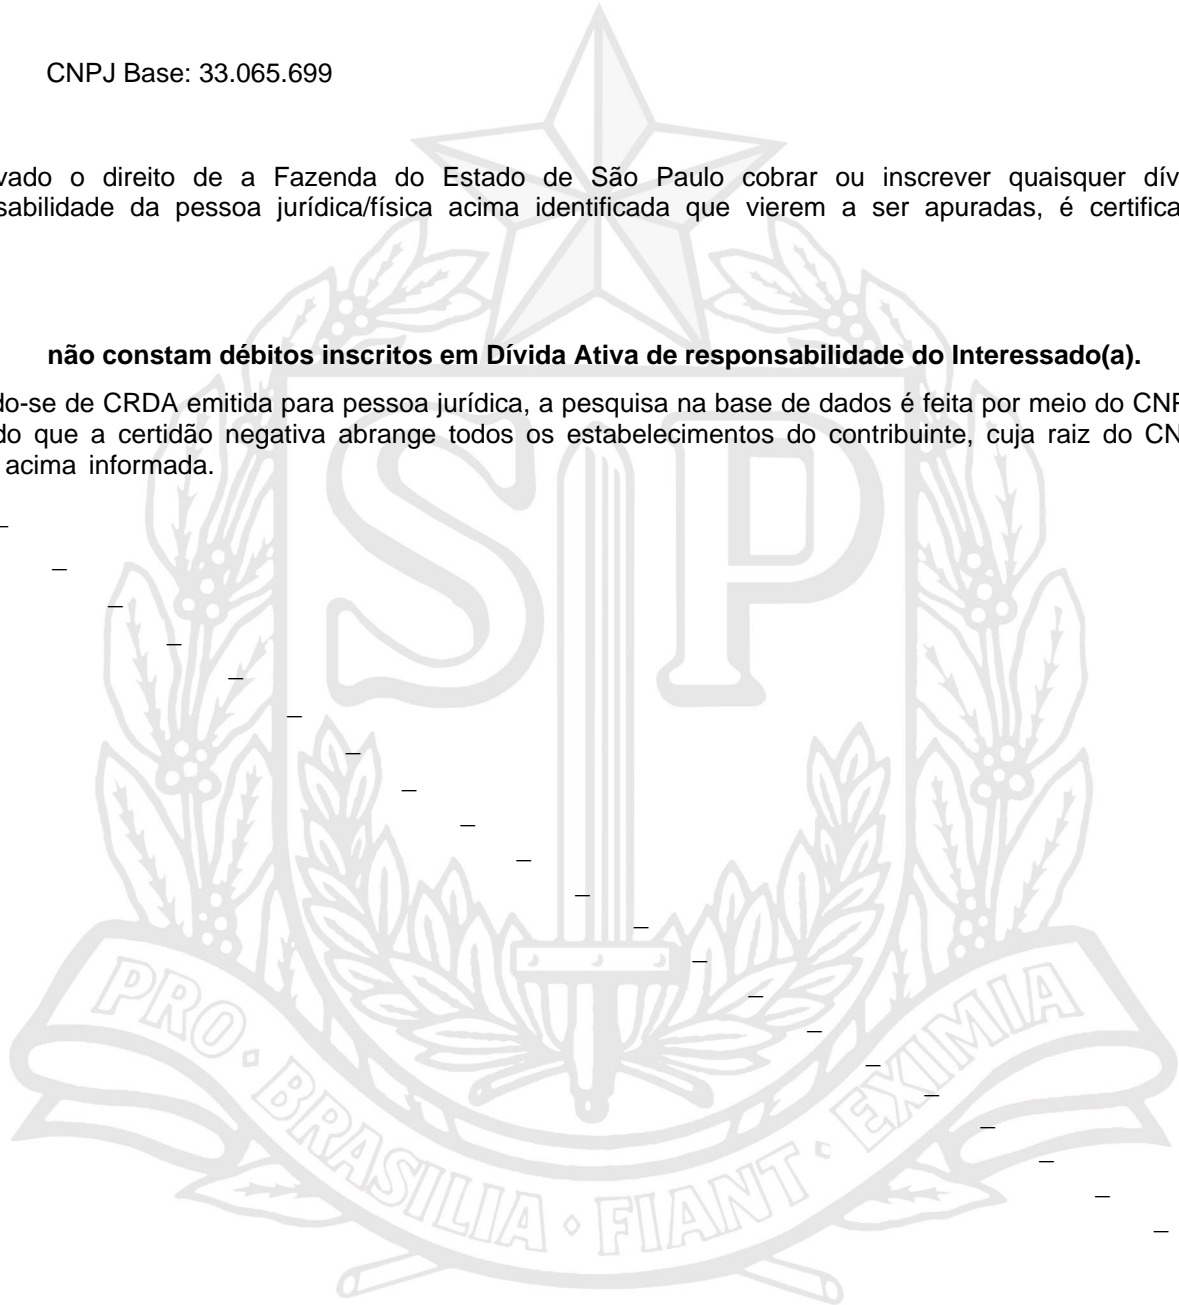 CNPJ Base: 33.065.699
vado o direito de a Fazenda do Estado de São Paulo cobrar ou inscrever quaisquer dív
sabilidade da pessoa jurídica/física acima identificada que vierem a ser apuradas, é certifica
não constam débitos inscritos em Dívida Ativa de responsabilidade do Interessado(a).
do-se de CRDA emitida para pessoa jurídica, a pesquisa na base de dados é feita por meio do CNP
do que a certidão negativa abrange todos os estabelecimentos do contribuinte, cuja raiz do CN
acima informada.
SP
PRO • BRASILIA • FIANT • EXIMIA